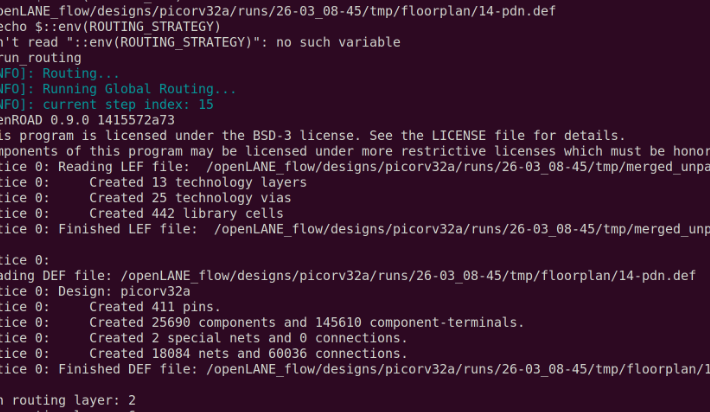 penLANE_flow/designs/picorv32a/runs/26-03_08-45/tmp/floorplan/14-pdn.def
echo $::env(ROUTING_STRATEGY)
n't read "::env(ROUTING_STRATEGY)": no such variable
run_routing
NFO]: Routing...
NFO]: Running Global Routing...
NFO]: current step index: 15
enROAD 0.9.0 1415572a73
is program is licensed under the BSD-3 license. See the LICENSE file for details.
mponents of this program may be licensed under more restrictive licenses which must be honor
tice 0: Reading LEF file:  /openLANE_flow/designs/picorv32a/runs/26-03_08-45/tmp/merged_unpa
tice 0:     Created 13 technology layers
tice 0:     Created 25 technology vias
tice 0:     Created 442 library cells
tice 0: Finished LEF file:  /openLANE_flow/designs/picorv32a/runs/26-03_08-45/tmp/merged_unp
tice 0:
ading DEF file: /openLANE_flow/designs/picorv32a/runs/26-03_08-45/tmp/floorplan/14-pdn.def
tice 0: Design: picorv32a
tice 0:     Created 411 pins.
tice 0:     Created 25690 components and 145610 component-terminals.
tice 0:     Created 2 special nets and 0 connections.
tice 0:     Created 18084 nets and 60036 connections.
tice 0: Finished DEF file: /openLANE_flow/designs/picorv32a/runs/26-03_08-45/tmp/floorplan/1
n routing layer: 2